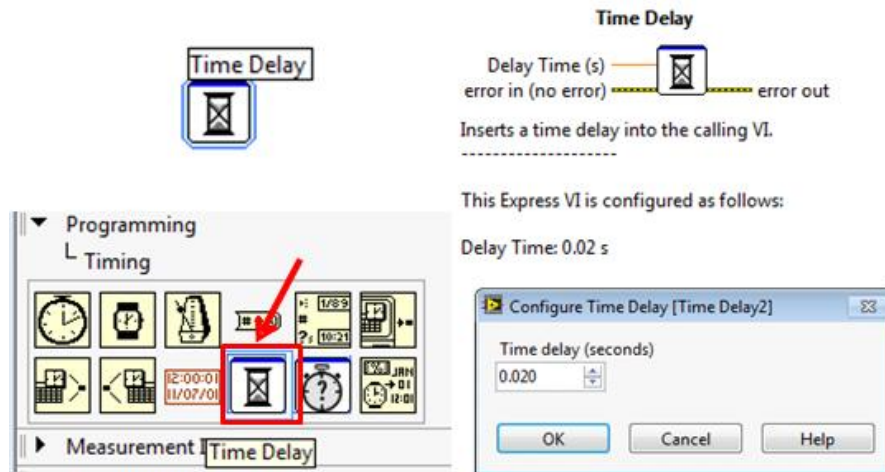 Time Delay
Time Delay
Delay Time (s)
error in (no error)
error out
Inserts a time delay into the calling VI.
--------------------
This Express VI is configured as follows:
Delay Time: 0.02 s
Programming
Timing
1/89
10:21
12:00:01
11/07/01
JAN
01
12:01
Measurement
Time Delay
Configure Time Delay [Time Delay2]
Time delay (seconds)
0.020
OK
Cancel
Help